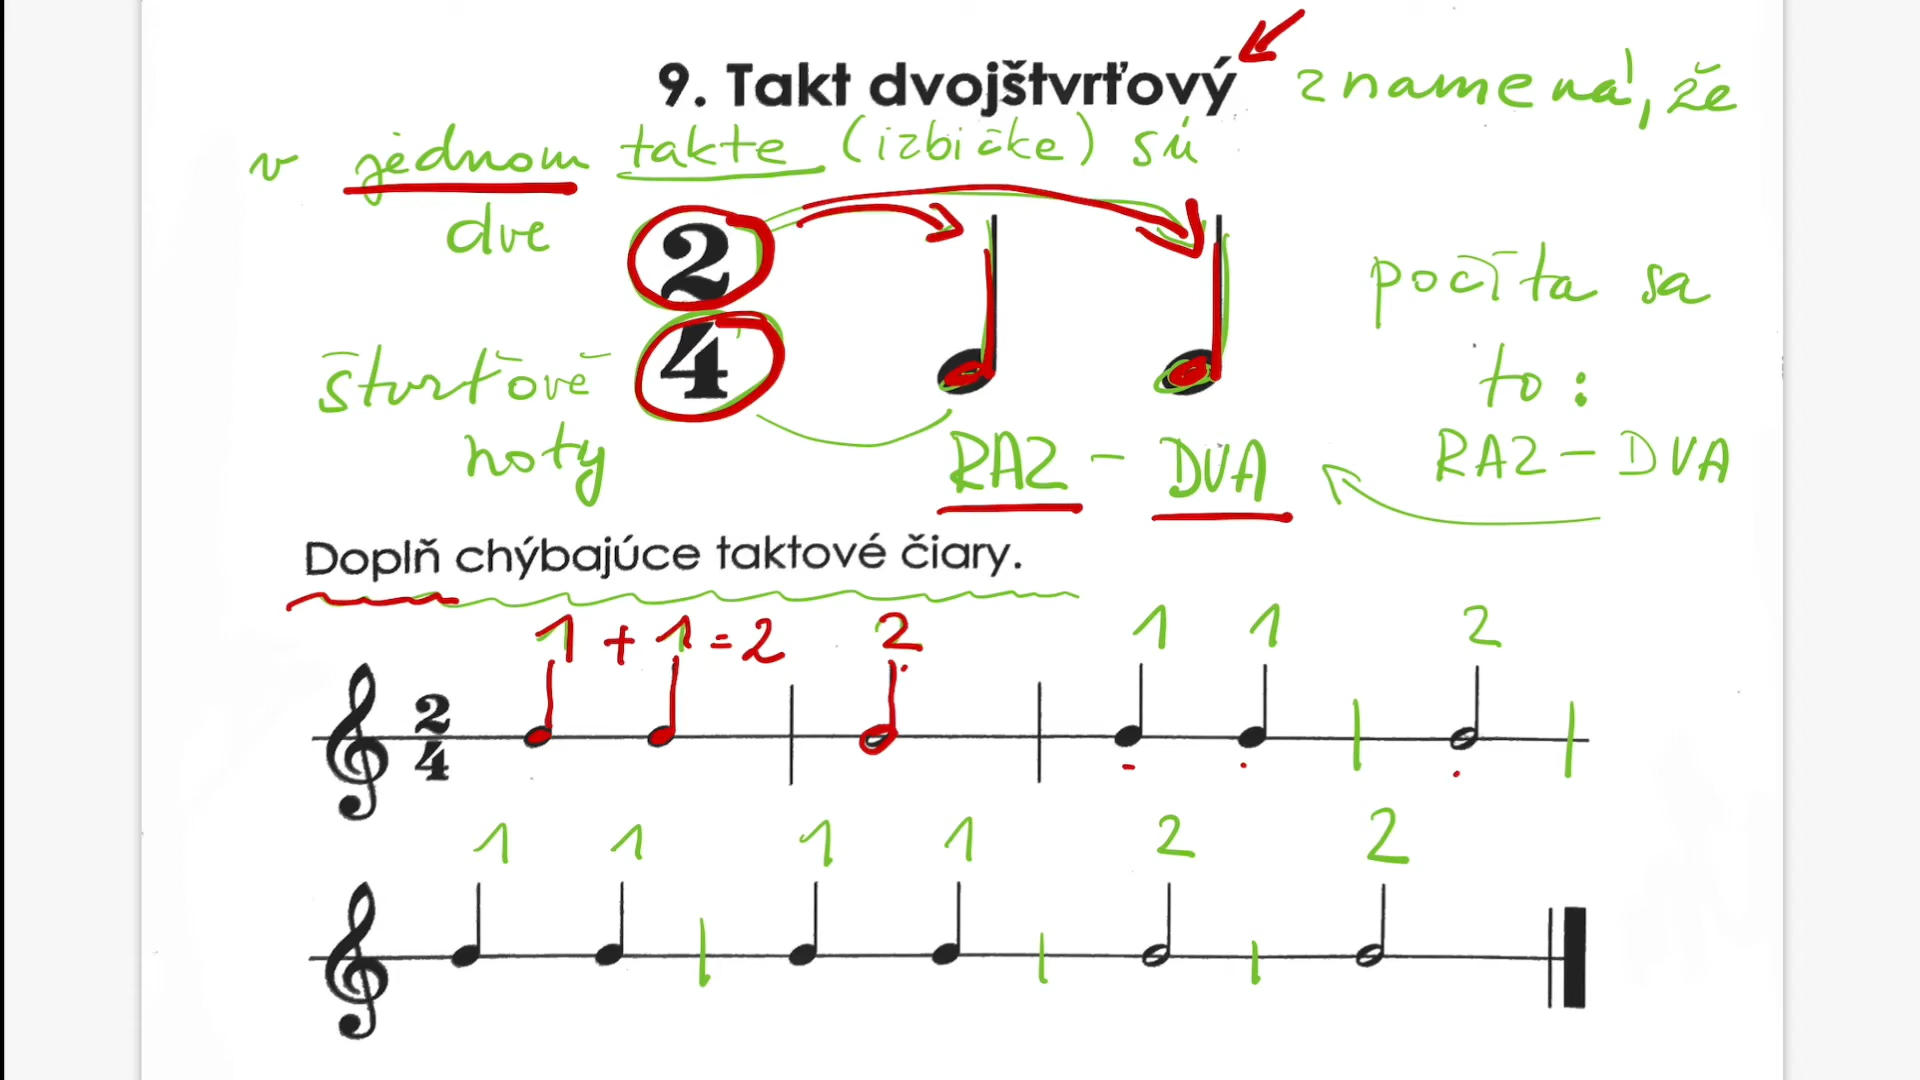 9. Takt dvojštvrťový znamená, že
v jednom takte (izbičke) sú
dve
2
4
štvrťové
noty
počíta sa
to:
RAZ - DVA
RAZ - DVA
Doplň chýbajúce taktové čiary.
1 + 1 = 2 2 1 1 2
2
4
1 1 1 1 2 2